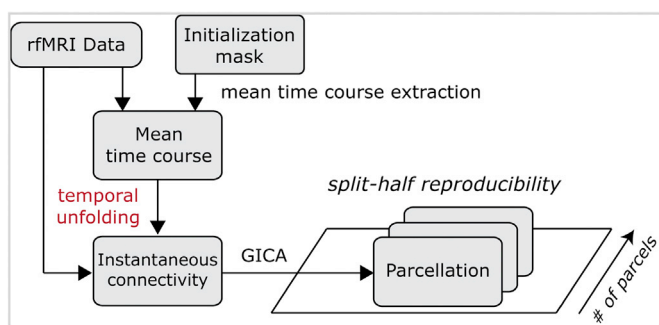 rfMRI Data
Initialization
mask
mean time course extraction
Mean
time course
temporal
unfolding
split-half reproducibility
Instantaneous
connectivity
GICA
Parcellation
# of parcels